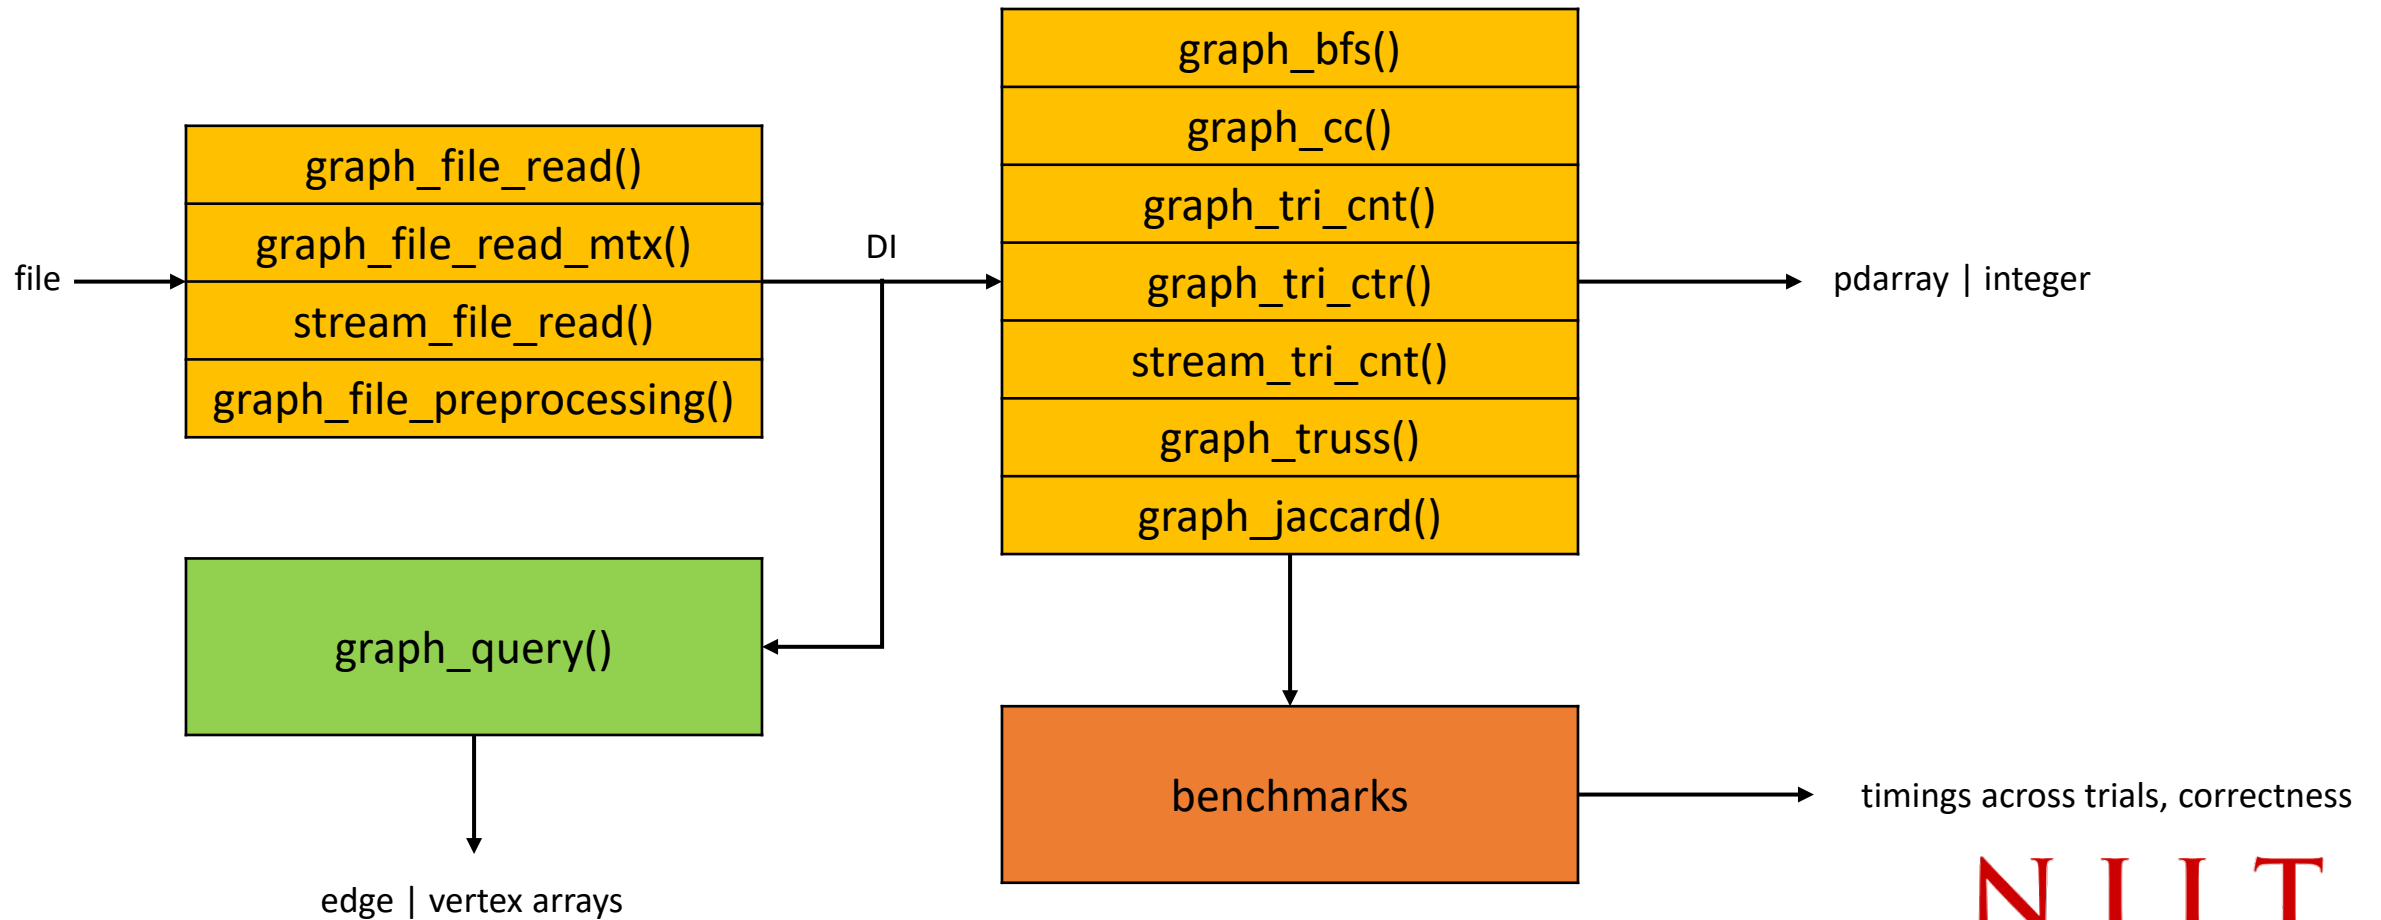 file
graph_file_read()
graph_file_read_mtx()
stream_file_read()
graph_file_preprocessing()
DI
graph_bfs()
graph_cc()
graph_tri_cnt()
graph_tri_ctr()
stream_tri_cnt()
graph_truss()
graph_jaccard()
pdarray | integer
graph_query()
edge | vertex arrays
benchmarks
timings across trials, correctness